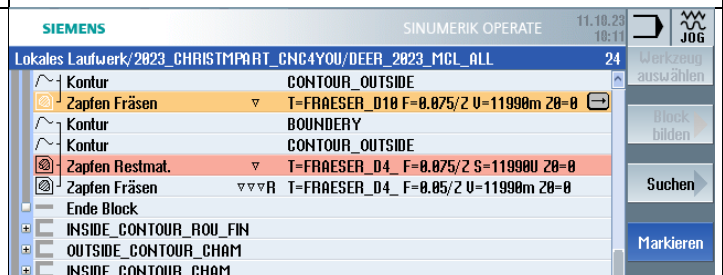 SIEMENS SINUMERIK OPERATE 11.10.23 10:11 JOG
Lokales Laufwerk/2023_CHRISTMPART_CNC4YOU/DEER_2023_MCL_ALL 24
Werkzeug auswählen
Kontur CONTOUR_OUTSIDE
Zapfen Fräsen ▿ T=FRAESER_D10 F=0.075/Z V=11990m Z0=0
Kontur BOUNDERY
Block bilden
Kontur CONTOUR_OUTSIDE
Zapfen Restmat. ▿ T=FRAESER_D4_ F=0.075/Z S=11990U Z0=0
Zapfen Fräsen ▿▿▿R T=FRAESER_D4_ F=0.05/Z V=11990m Z0=0
Suchen
Ende Block
INSIDE_CONTOUR_ROU_FIN
OUTSIDE_CONTOUR_CHAM
Markieren
INSIDE_CONTOUR_CHAM